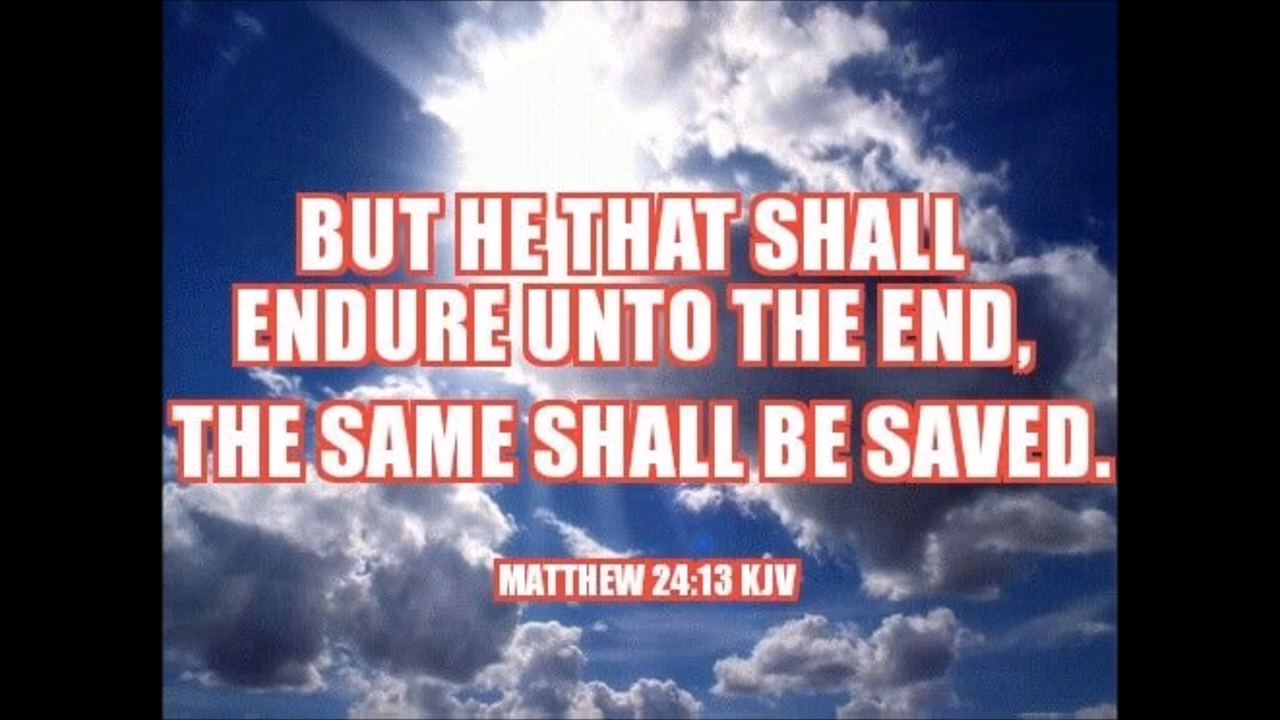 BUT HE THAT SHALL
ENDURE UNTO THE END,
THE SAME SHALL BE SAVED.
MATTHEW 24:13 KJV